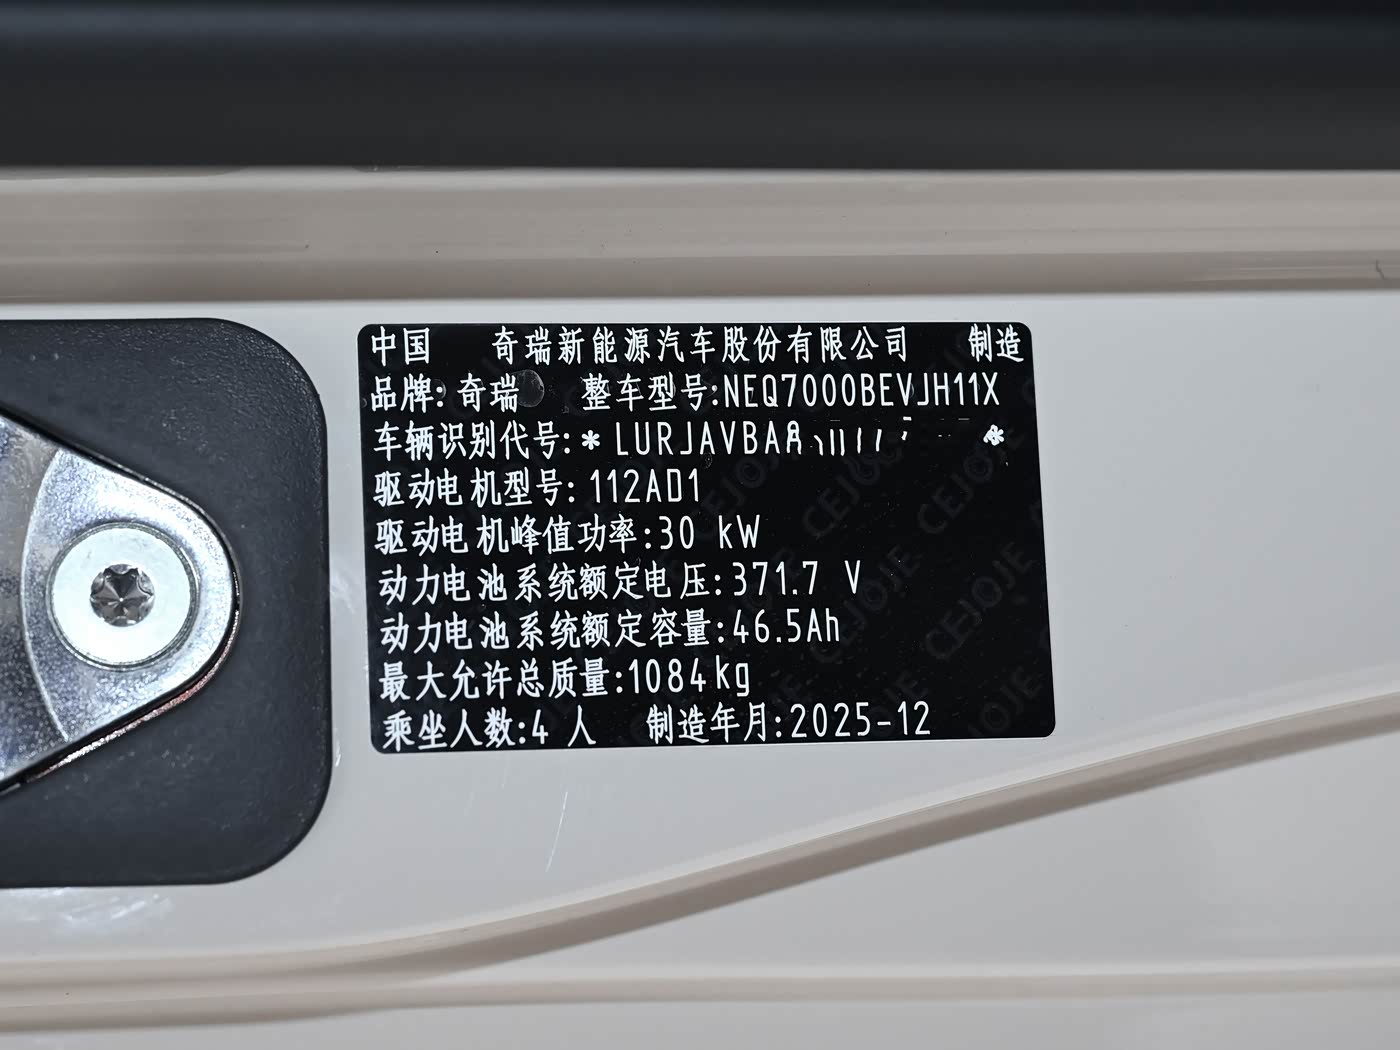 中国 奇瑞新能源汽车股份有限公司 制造
品牌: 奇瑞 整车型号:NEQ7000BEVJH11X
车辆识别代号:* LURJAVBA *
驱动电机型号: 112AD1
驱动电机峰值功率:30 kW
动力电池系统额定电压:371.7 V
动力电池系统额定容量:46.5Ah
最大允许总质量:1084kg
乘坐人数:4 人 制造年月:2025-12